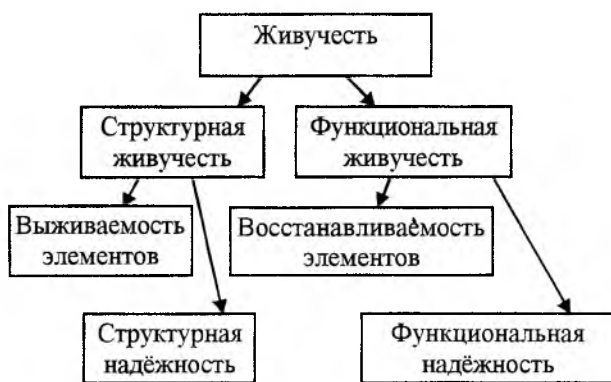 Живучесть
Структурная
живучесть
Функциональная
живучесть
Выживаемость
элементов
Восстанавливаемость
элементов
Структурная
надёжность
Функциональная
надёжность